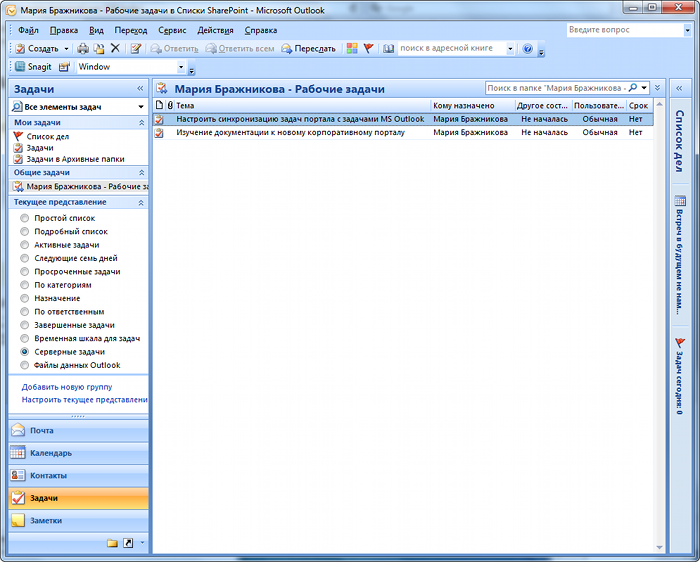 Мария Бражникова - Рабочие задачи в Списки SharePoint - Microsoft Outlook
Файл Правка Вид Переход Сервис Действия Справка Введите вопрос
Создать Ответить Ответить всем Переслать поиск в адресной книге
Snagit Window
Задачи
Все элементы задач
Мои задачи
Список дел
Задачи
Задачи в Архивные папки
Общие задачи
Мария Бражникова - Рабочие за
Текущее представление
Простой список
Подробный список
Активные задачи
Следующие семь дней
Просроченные задачи
По категориям
Назначение
По ответственным
Завершенные задачи
Временная шкала для задач
Серверные задачи
Файлы данных Outlook
Добавить новую группу
Настроить текущее представлени
Почта
Календарь
Контакты
Задачи
Заметки
Мария Бражникова - Рабочие задачи Поиск в папке "Мария Бражникова -
Тема Кому назначено Другое сост... Пользовате... Срок
Настроить синхронизацию задач портала с задачами MS Outlook Мария Бражникова Не началась Обычная Нет
Изучение документации к новому корпоративному порталу Мария Бражникова Не началась Обычная Нет
Список дел
Встреч в будущем не нам...
Задач сегодня: 0